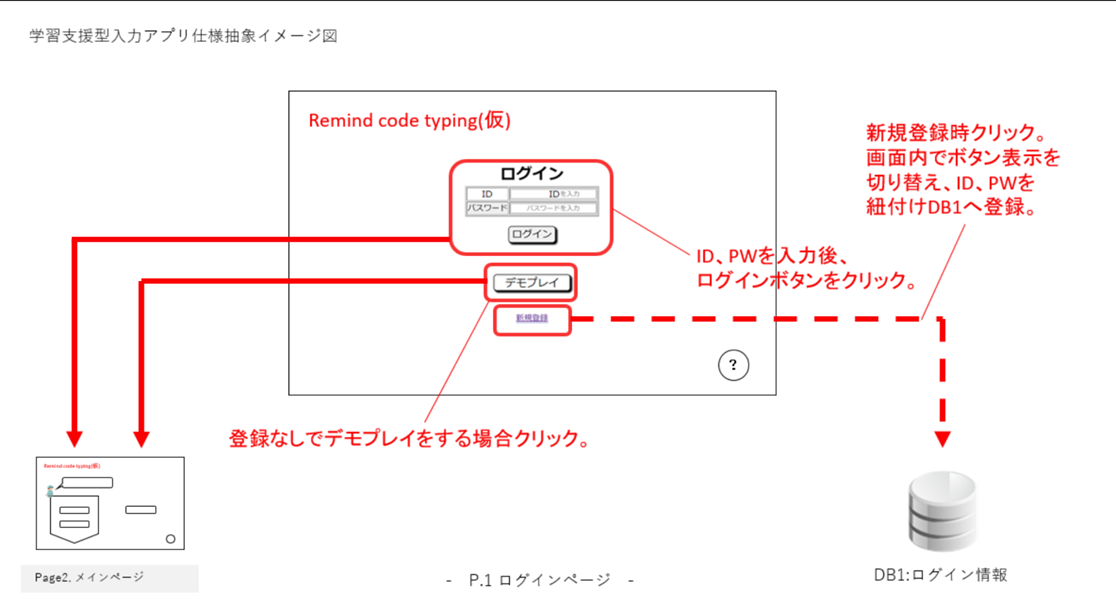 学習支援型入力アプリ仕様抽象イメージ図
Remind code typing(仮)
ログイン
ID IDを入力
パスワード パスワードを入力
ログイン
デモプレイ
新規登録
?
新規登録時クリック。
画面内でボタン表示を
切り替え、ID、PWを
紐付けDB1へ登録。
ID、PWを入力後、
ログインボタンをクリック。
登録なしでデモプレイをする場合クリック。
Remind code typing(仮)
Page2. メインページ
- P.1 ログインページ -
DB1:ログイン情報